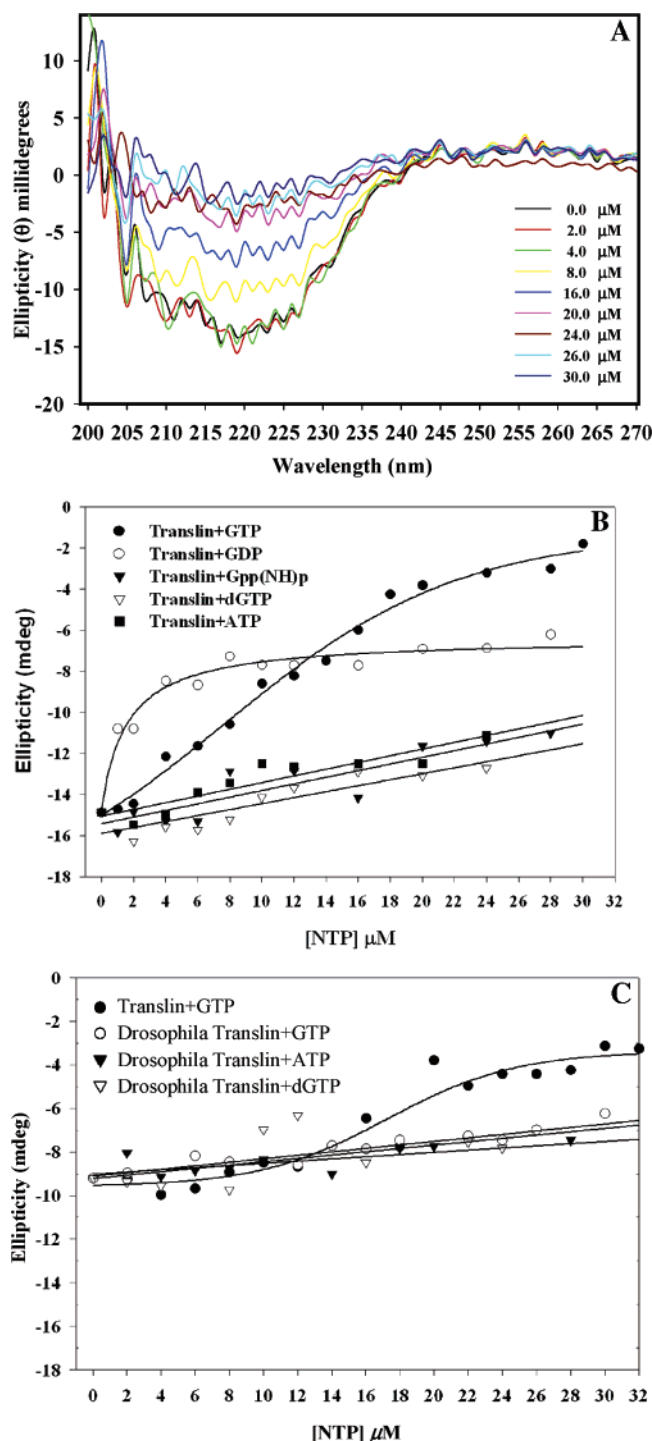 A
10
5
0
-5
-10
-15
-20
Ellipticity (θ) millidegrees
0.0 μM
2.0 μM
4.0 μM
8.0 μM
16.0 μM
20.0 μM
24.0 μM
26.0 μM
30.0 μM
200 205 210 215 220 225 230 235 240 245 250 255 260 265 270
Wavelength (nm)
B
0
-2
-4
-6
-8
-10
-12
-14
-16
-18
Ellipticity (mdeg)
Translin+GTP
Translin+GDP
Translin+Gpp(NH)p
Translin+dGTP
Translin+ATP
0 2 4 6 8 10 12 14 16 18 20 22 24 26 28 30 32
[NTP] μM
C
0
-2
-4
-6
-8
-10
-12
-14
-16
-18
Ellipticity (mdeg)
Translin+GTP
Drosophila Translin+GTP
Drosophila Translin+ATP
Drosophila Translin+dGTP
0 2 4 6 8 10 12 14 16 18 20 22 24 26 28 30 32
[NTP] μM